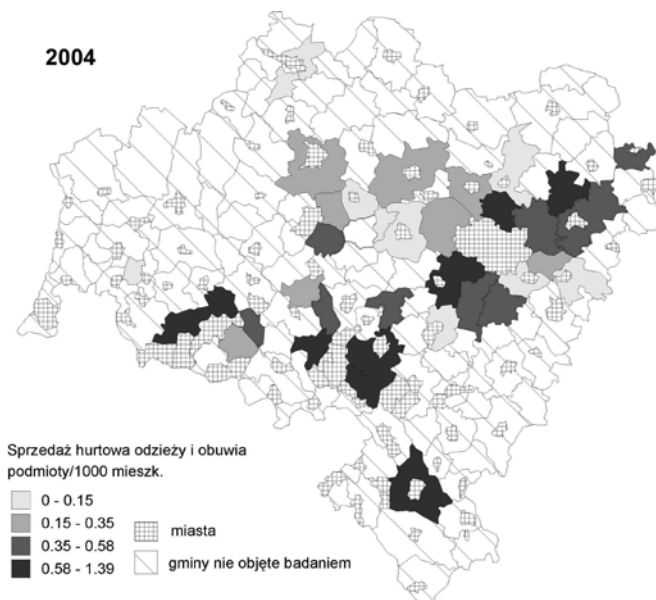 2004
Sprzedaż hurtowa odzieży i obuwia
podmioty/1000 mieszk.
0 - 0.15
0.15 - 0.35
0.35 - 0.58
0.58 - 1.39
miasta
gminy nie objęte badaniem